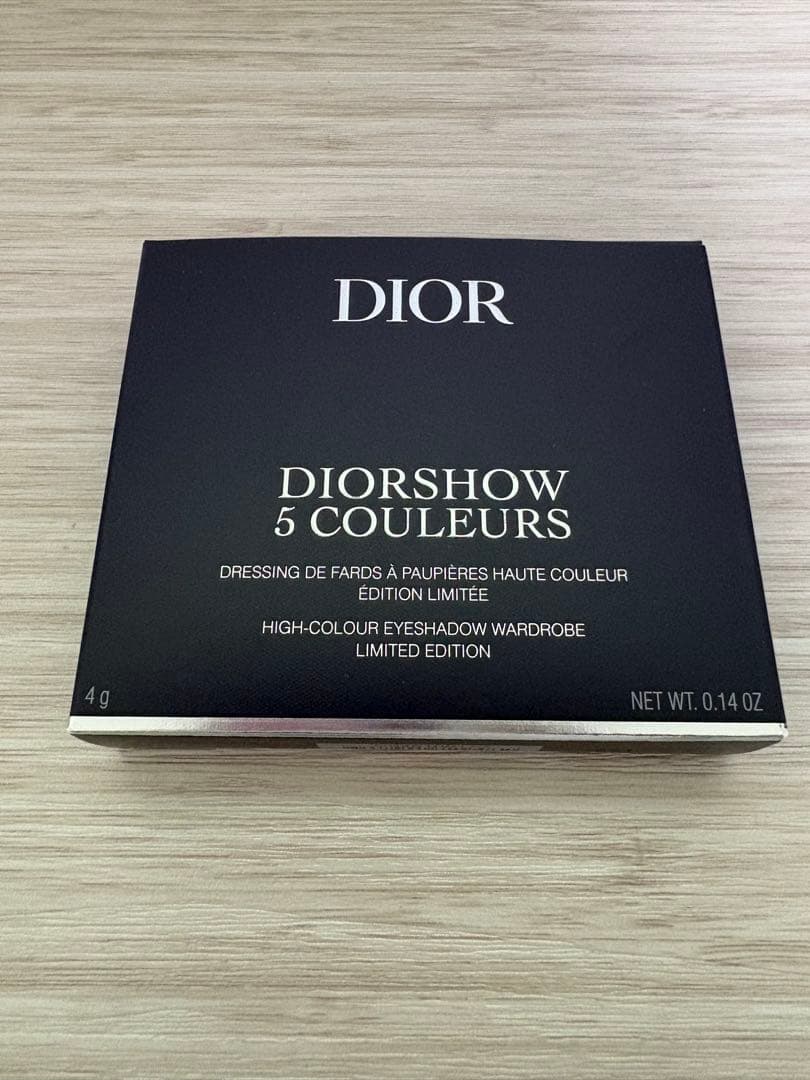 DIOR
DIORSHOW
5 COULEURS
DRESSING DE FARDS À PAUPIÈRES HAUTE COULEUR
ÉDITION LIMITÉE
HIGH-COLOUR EYESHADOW WARDROBE
LIMITED EDITION
4 g
NET WT. 0.14 OZ